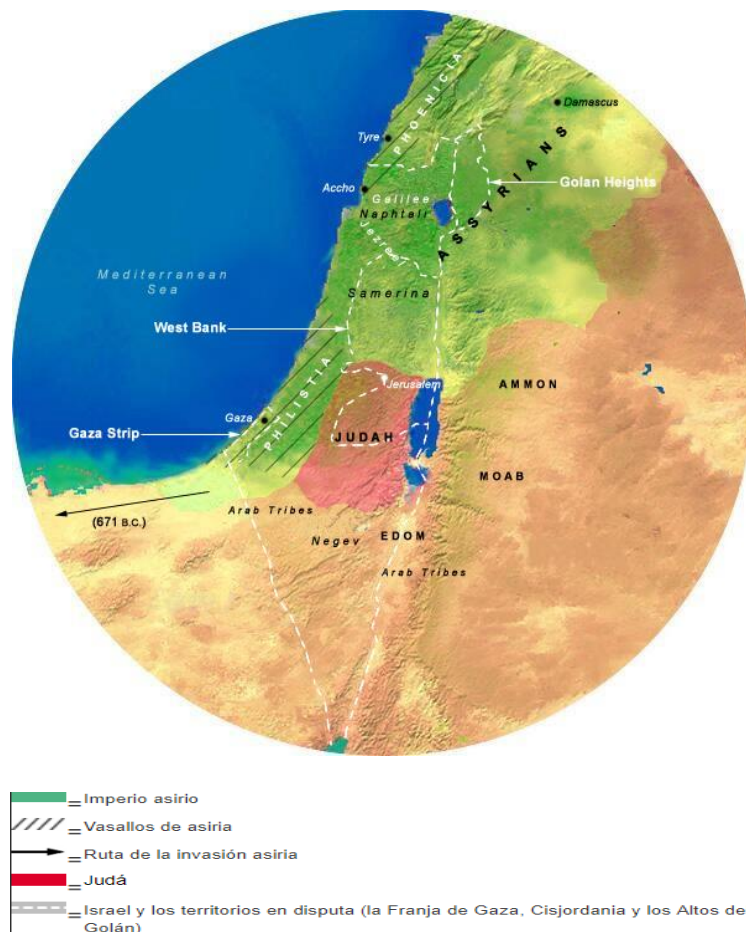 Damascus
PHOENICIA
Tyre
ASSYRIANS
Accho
Galilee
Golan Heights
Naphtali
Jezreel
Mediterranean
Sea
Samerina
West Bank
Jerusalem
AMMON
PHILISTIA
Gaza
Gaza Strip
JUDAH
MOAB
(671 B.C.)
Arab Tribes
Negev
EDOM
Arab Tribes
= Imperio asirio
= Vasallos de asiria
= Ruta de la invasión asiria
= Judá
= Israel y los territorios en disputa (la Franja de Gaza, Cisjordania y los Altos de
Golán)